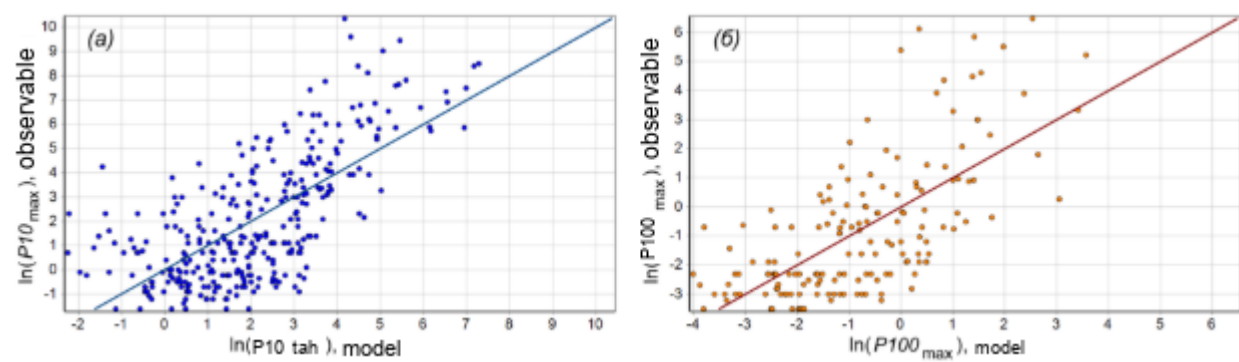 (a)
ln(P10max), observable
10
9
8
7
6
5
4
3
2
1
0
-1
-2 -1 0 1 2 3 4 5 6 7 8 9 10
ln(P10 tah), model
(б)
ln(P100 max), observable
6
5
4
3
2
1
0
-1
-2
-3
-4 -3 -2 -1 0 1 2 3 4 5 6
ln(P100max), model